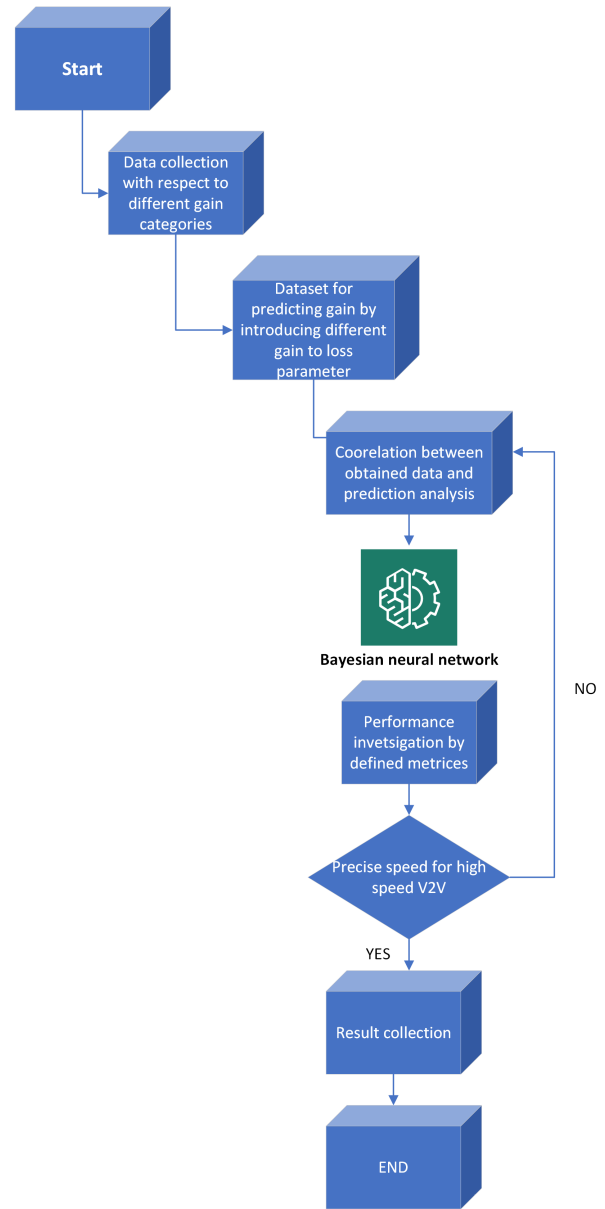 Start
Data collection
with respect to
different gain
categories
Dataset for
predicting gain by
introducing different
gain to loss
parameter
Coorelation between
obtained data and
prediction analysis
Bayesian neural network
NO
Performance
invetsigation by
defined metrices
Precise speed for high
speed V2V
YES
Result collection
END